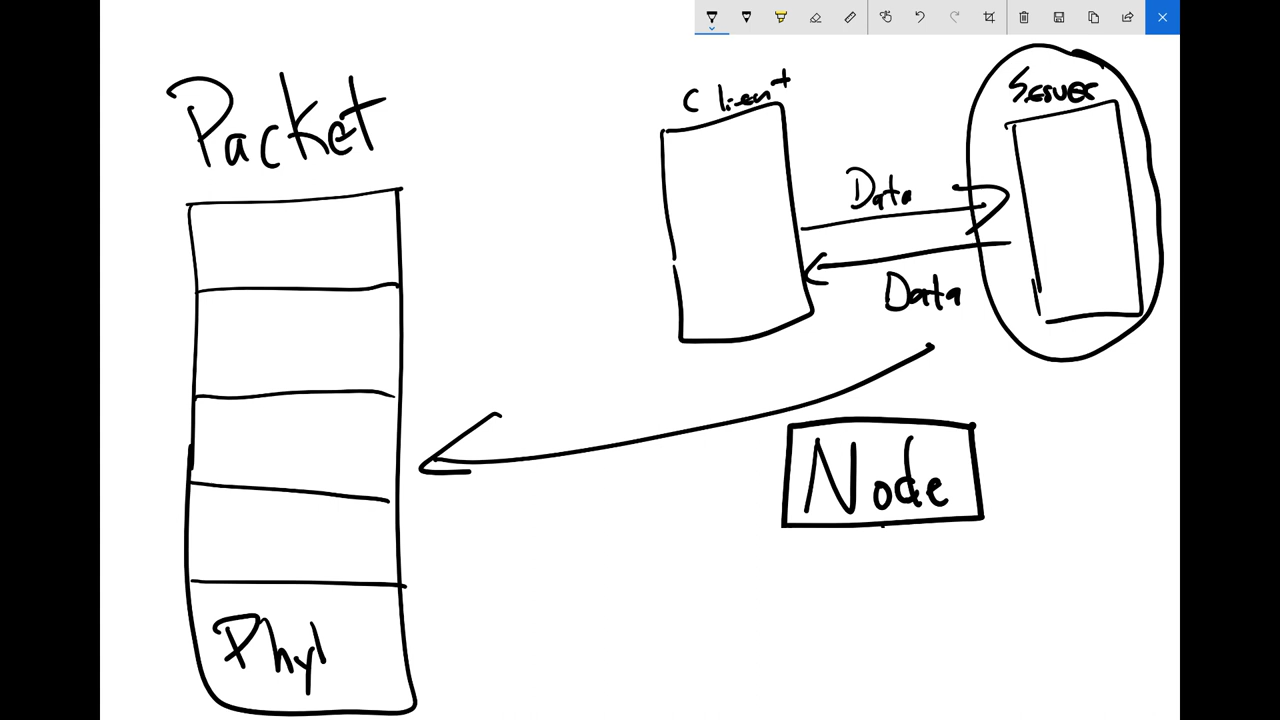 Packet
Client
Server
Data
Data
Node
Phyl